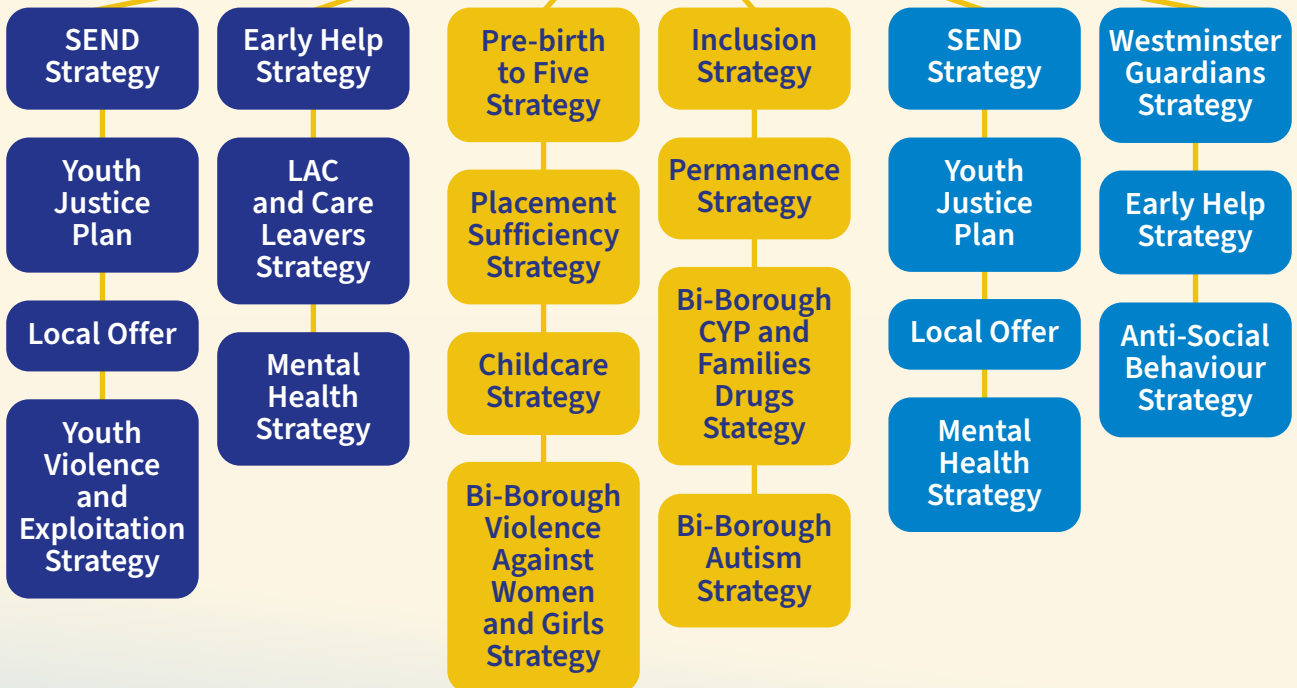 SEND
Strategy
Youth
Justice
Plan
Local Offer
Youth
Violence
and
Exploitation
Strategy
Early Help
Strategy
LAC
and Care
Leavers
Strategy
Mental
Health
Strategy
Pre-birth
to Five
Strategy
Placement
Sufficiency
Strategy
Childcare
Strategy
Bi-Borough
Violence
Against
Women
and Girls
Strategy
Inclusion
Strategy
Permanence
Strategy
Bi-Borough
CYP and
Families
Drugs
Stategy
Bi-Borough
Autism
Strategy
SEND
Strategy
Youth
Justice
Plan
Local Offer
Mental
Health
Strategy
Westminster
Guardians
Strategy
Early Help
Strategy
Anti-Social
Behaviour
Strategy